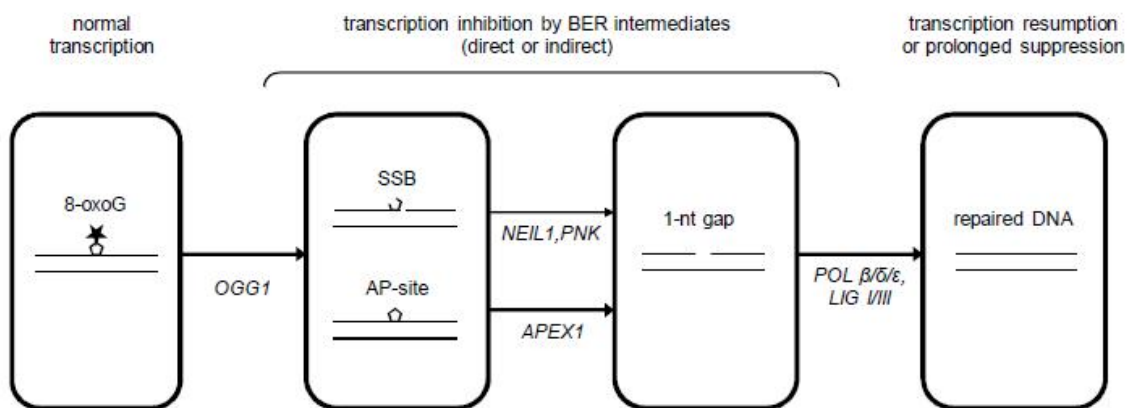 normal
transcription
transcription inhibition by BER intermediates
(direct or indirect)
transcription resumption
or prolonged suppression
8-oxoG
OGG1
SSB
AP-site
NEIL1,PNK
APEX1
1-nt gap
POL β/δ/ε,
LIG I/III
repaired DNA